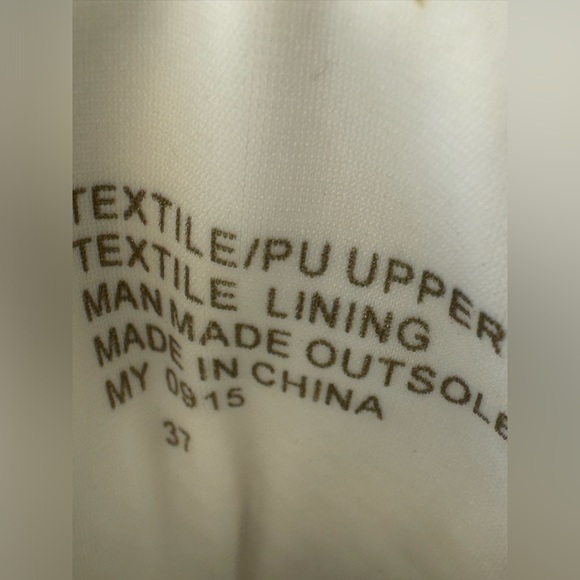 TEXTILE/PU UPPER
TEXTILE LINING
MAN MADE OUTSOLE
MADE IN CHINA
MY 0915
37